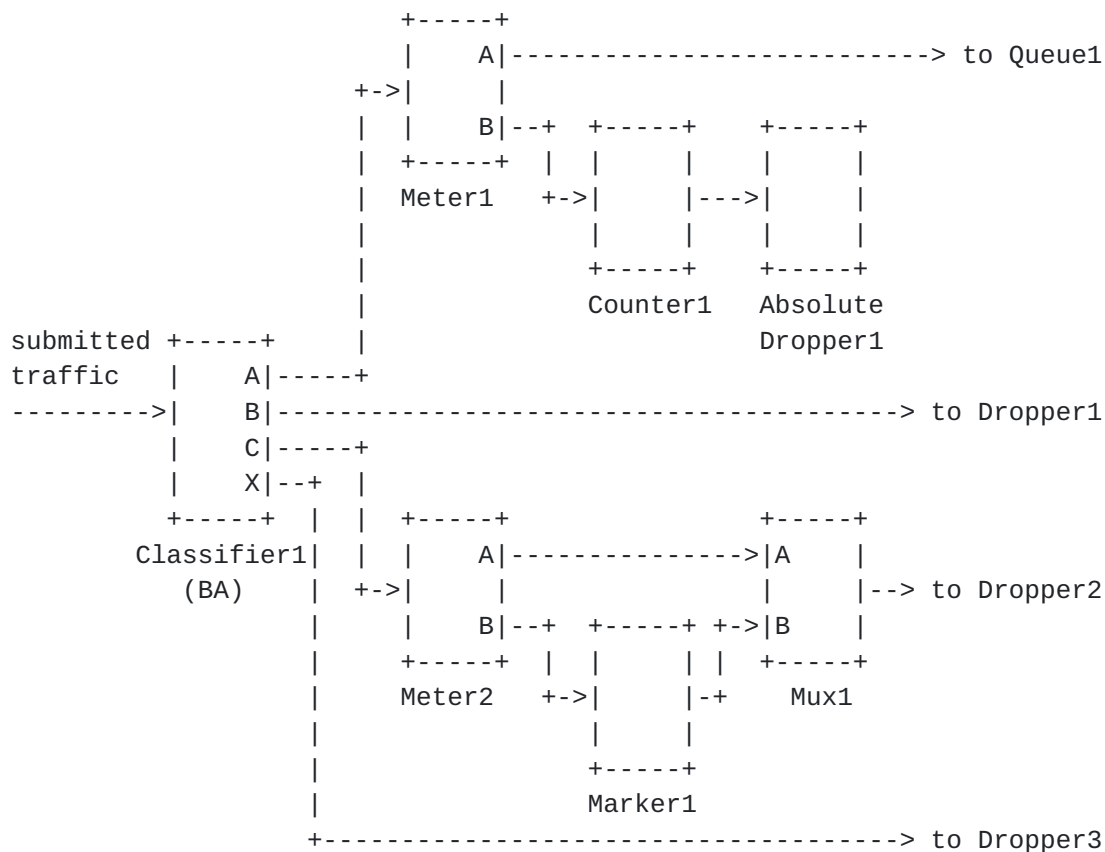 A to Queue1
B
Meter1
Counter1 Absolute
submitted Dropper1
traffic A
B to Dropper1
C
X
Classifier1 A A
(BA) to Dropper2
B B
Meter2 Mux1
Marker1
to Dropper3